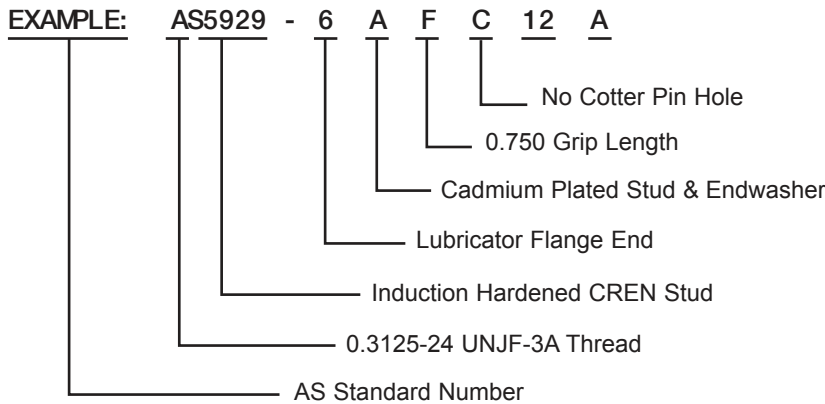 EXAMPLE: AS5929 - 6 A F C 12 A
No Cotter Pin Hole
0.750 Grip Length
Cadmium Plated Stud & Endwasher
Lubricator Flange End
Induction Hardened CREN Stud
0.3125-24 UNJF-3A Thread
AS Standard Number